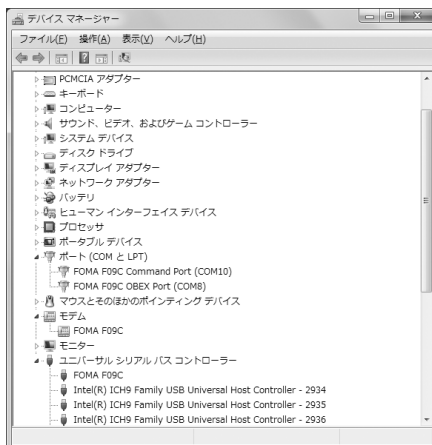 デバイス マネージャー
ファイル(F) 操作(A) 表示(V) ヘルプ(H)
PCMCIA アダプター
キーボード
コンピューター
サウンド、ビデオ、およびゲーム コントローラー
システム デバイス
ディスク ドライブ
ディスプレイ アダプター
ネットワーク アダプター
バッテリ
ヒューマン インターフェイス デバイス
プロセッサ
ポータブル デバイス
ポート (COM と LPT)
FOMA F09C Command Port (COM10)
FOMA F09C OBEX Port (COM8)
マウスとそのほかのポインティング デバイス
モデム
FOMA F09C
モニター
ユニバーサル シリアル バス コントローラー
FOMA F09C
Intel(R) ICH9 Family USB Universal Host Controller - 2934
Intel(R) ICH9 Family USB Universal Host Controller - 2935
Intel(R) ICH9 Family USB Universal Host Controller - 2936